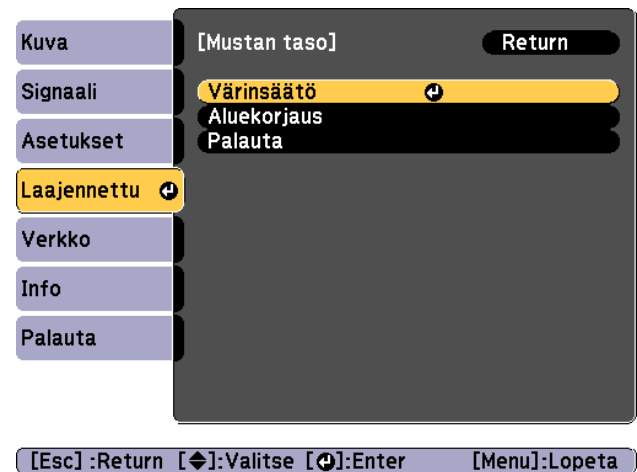 Kuva
Signaali
Asetukset
Laajennettu
Verkko
Info
Palauta
[Mustan taso] Return
Värinsäätö
Aluekorjaus
Palauta
[Esc] :Return [◆]:Valitse [↵]:Enter [Menu]:Lopeta